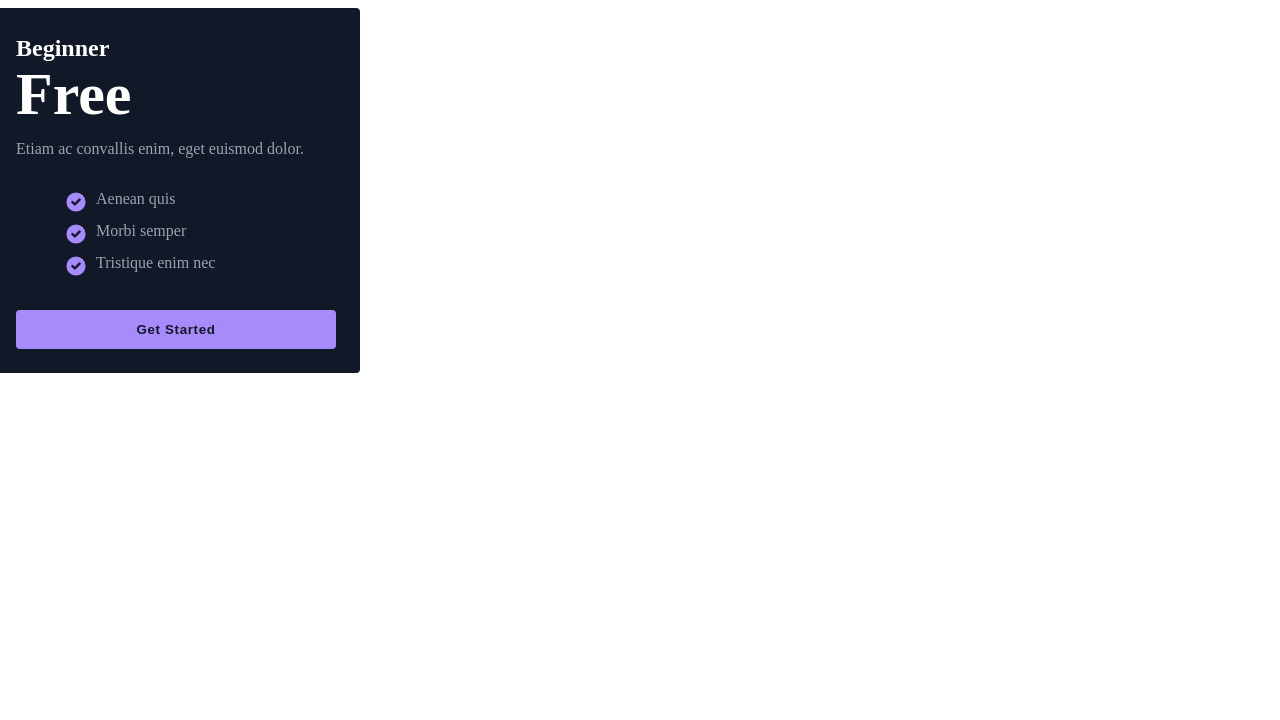 Beginner
Free
Etiam ac convallis enim, eget euismod dolor.
Aenean quis
Morbi semper
Tristique enim nec
Get Started